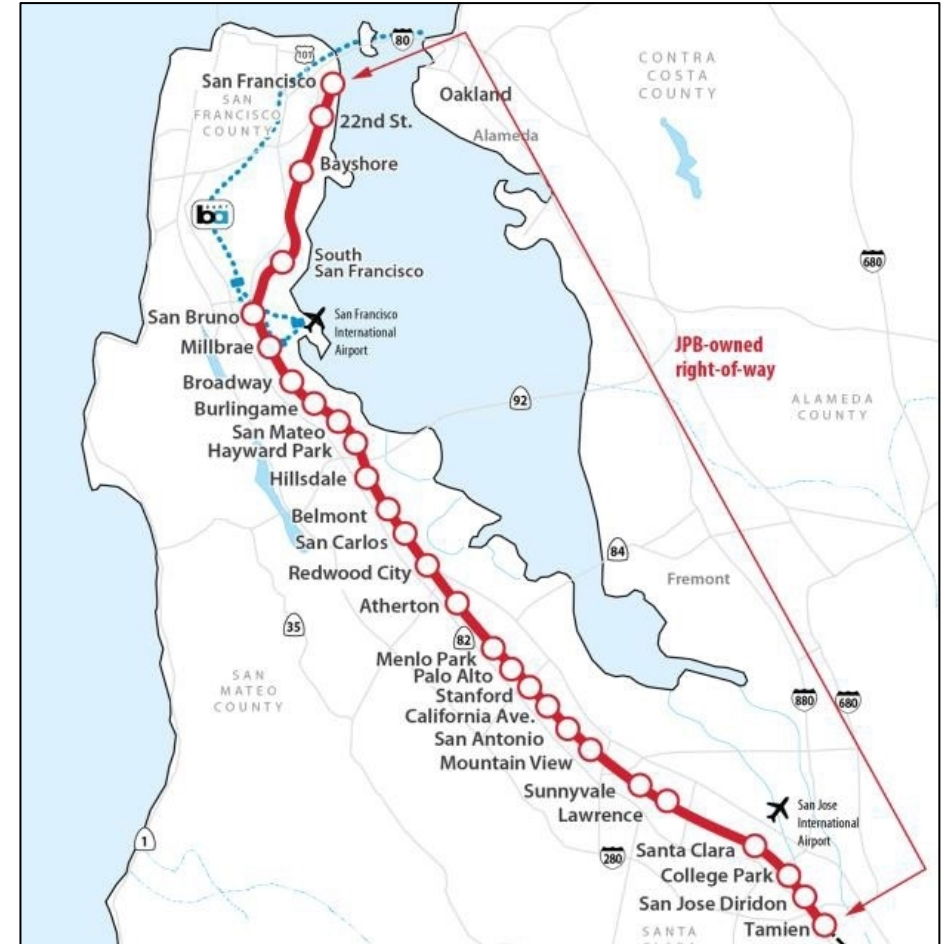 101
80
San Francisco
SAN
FRANCISCO
COUNTY
22nd St.
Bayshore
Oakland
Alameda
CONTRA
COSTA
COUNTY
ba
South
San Francisco
680
San Bruno
San Francisco
International
Airport
Millbrae
JPB-owned
right-of-way
Broadway
92
ALAMEDA
COUNTY
Burlingame
San Mateo
Hayward Park
Hillsdale
Belmont
San Carlos
84
Redwood City
Fremont
Atherton
35
82
Menlo Park
Palo Alto
SAN
MATEO
COUNTY
Stanford
880
680
California Ave.
San Antonio
Mountain View
Sunnyvale
Lawrence
San Jose
International
Airport
1
280
Santa Clara
College Park
San Jose Diridon
Tamien
SANTA